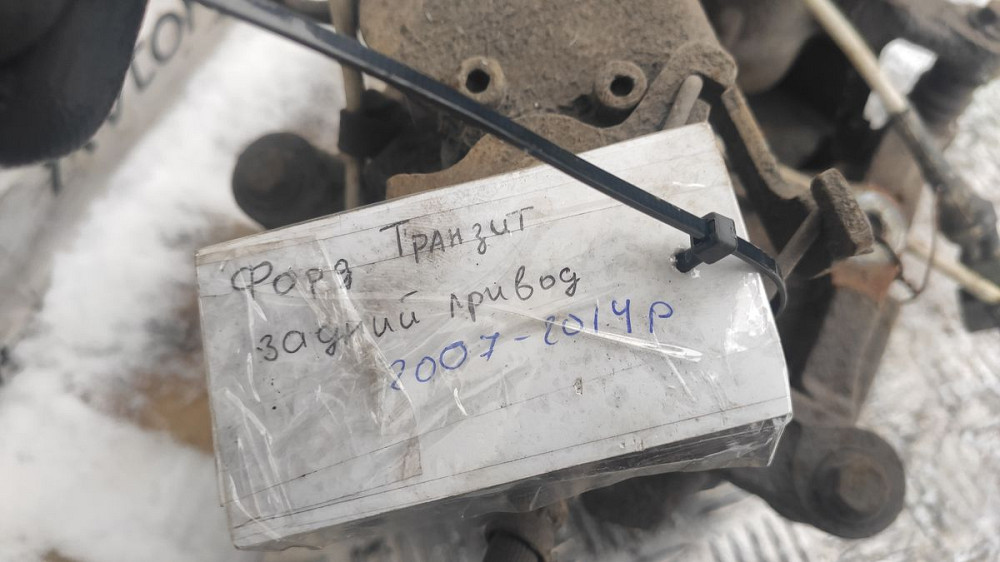 Форд Транзит
задний привод
2007-2014р